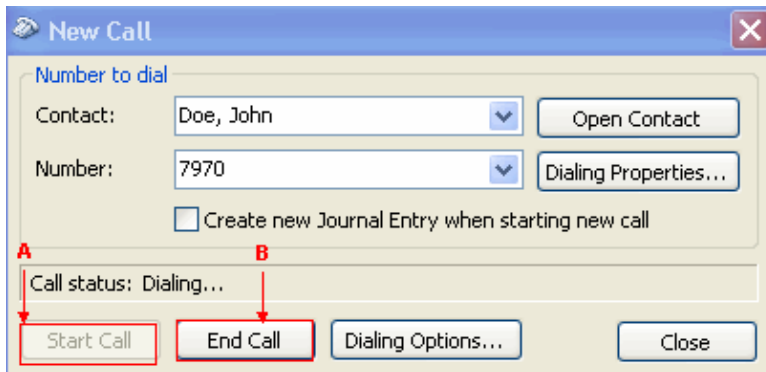 New Call
Number to dial
Contact: Doe, John Open Contact
Number: 7970 Dialing Properties...
Create new Journal Entry when starting new call
A B
Call status: Dialing...
Start Call End Call Dialing Options... Close